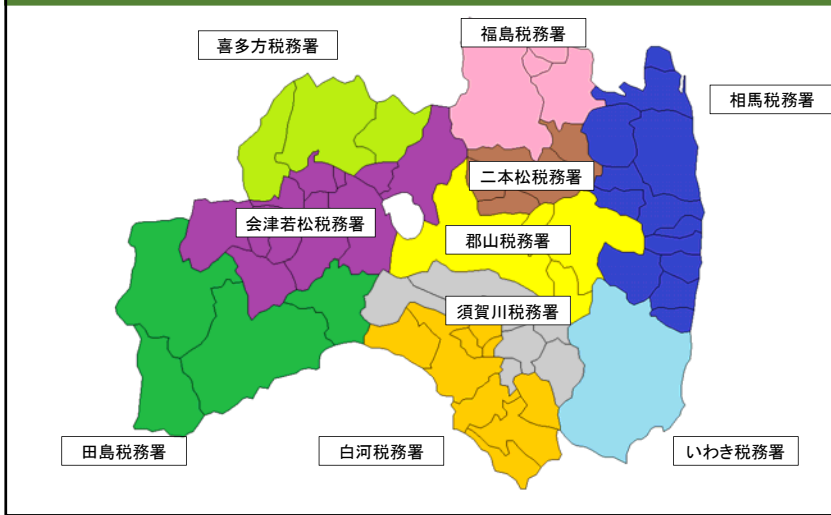 福島税務署
喜多方税務署
相馬税務署
二本松税務署
会津若松税務署
郡山税務署
須賀川税務署
田島税務署
白河税務署
いわき税務署